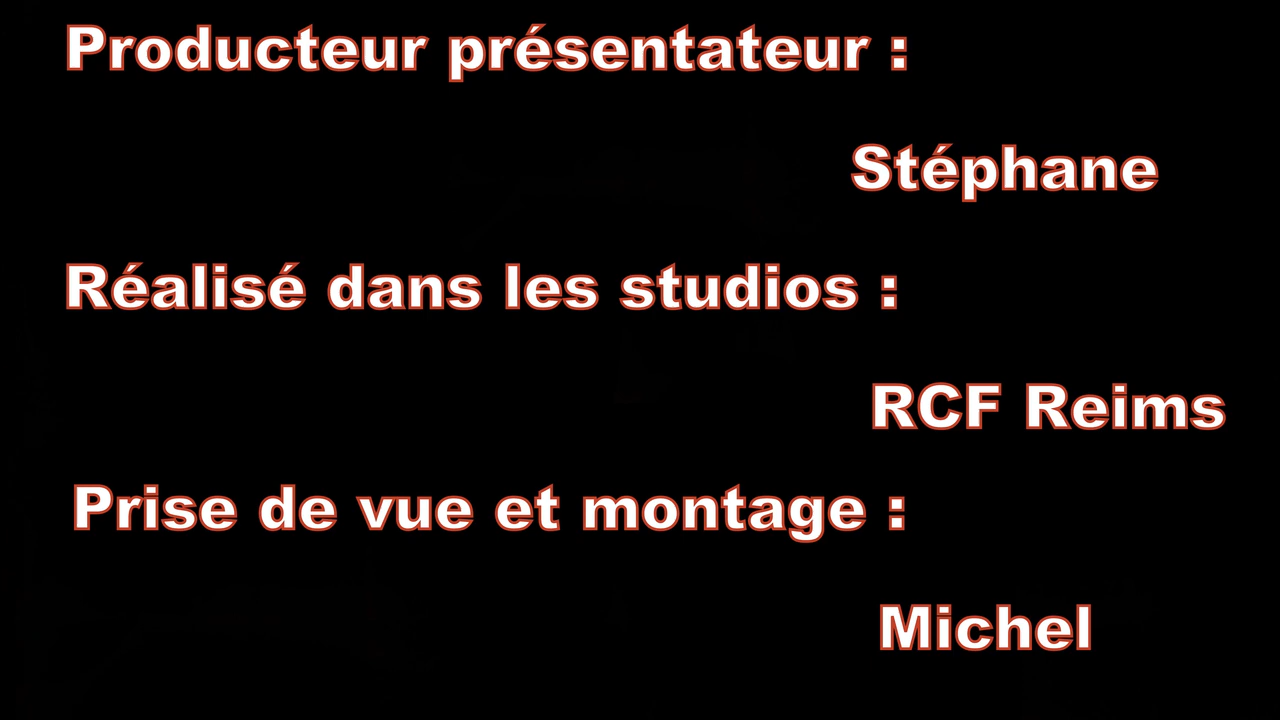 Producteur présentateur :
Stéphane
Réalisé dans les studios :
RCF Reims
Prise de vue et montage :
Michel